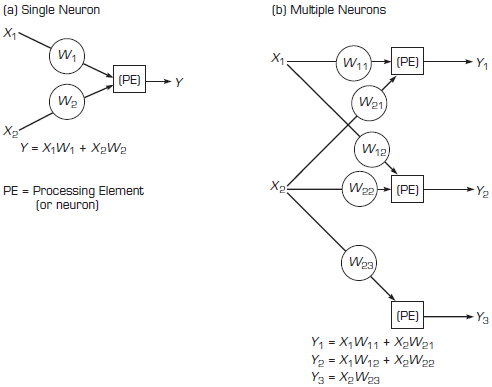 (a) Single Neuron
X₁
W₁
(PE)
Y
W₂
X₂
Y = X₁W₁ + X₂W₂
PE = Processing Element
(or neuron)
(b) Multiple Neurons
X₁
W₁₁
(PE)
Y₁
W₂₁
W₁₂
X₂
W₂₂
(PE)
Y₂
W₂₃
(PE)
Y₃
Y₁ = X₁W₁₁ + X₂W₂₁
Y₂ = X₁W₁₂ + X₂W₂₂
Y₃ = X₂W₂₃